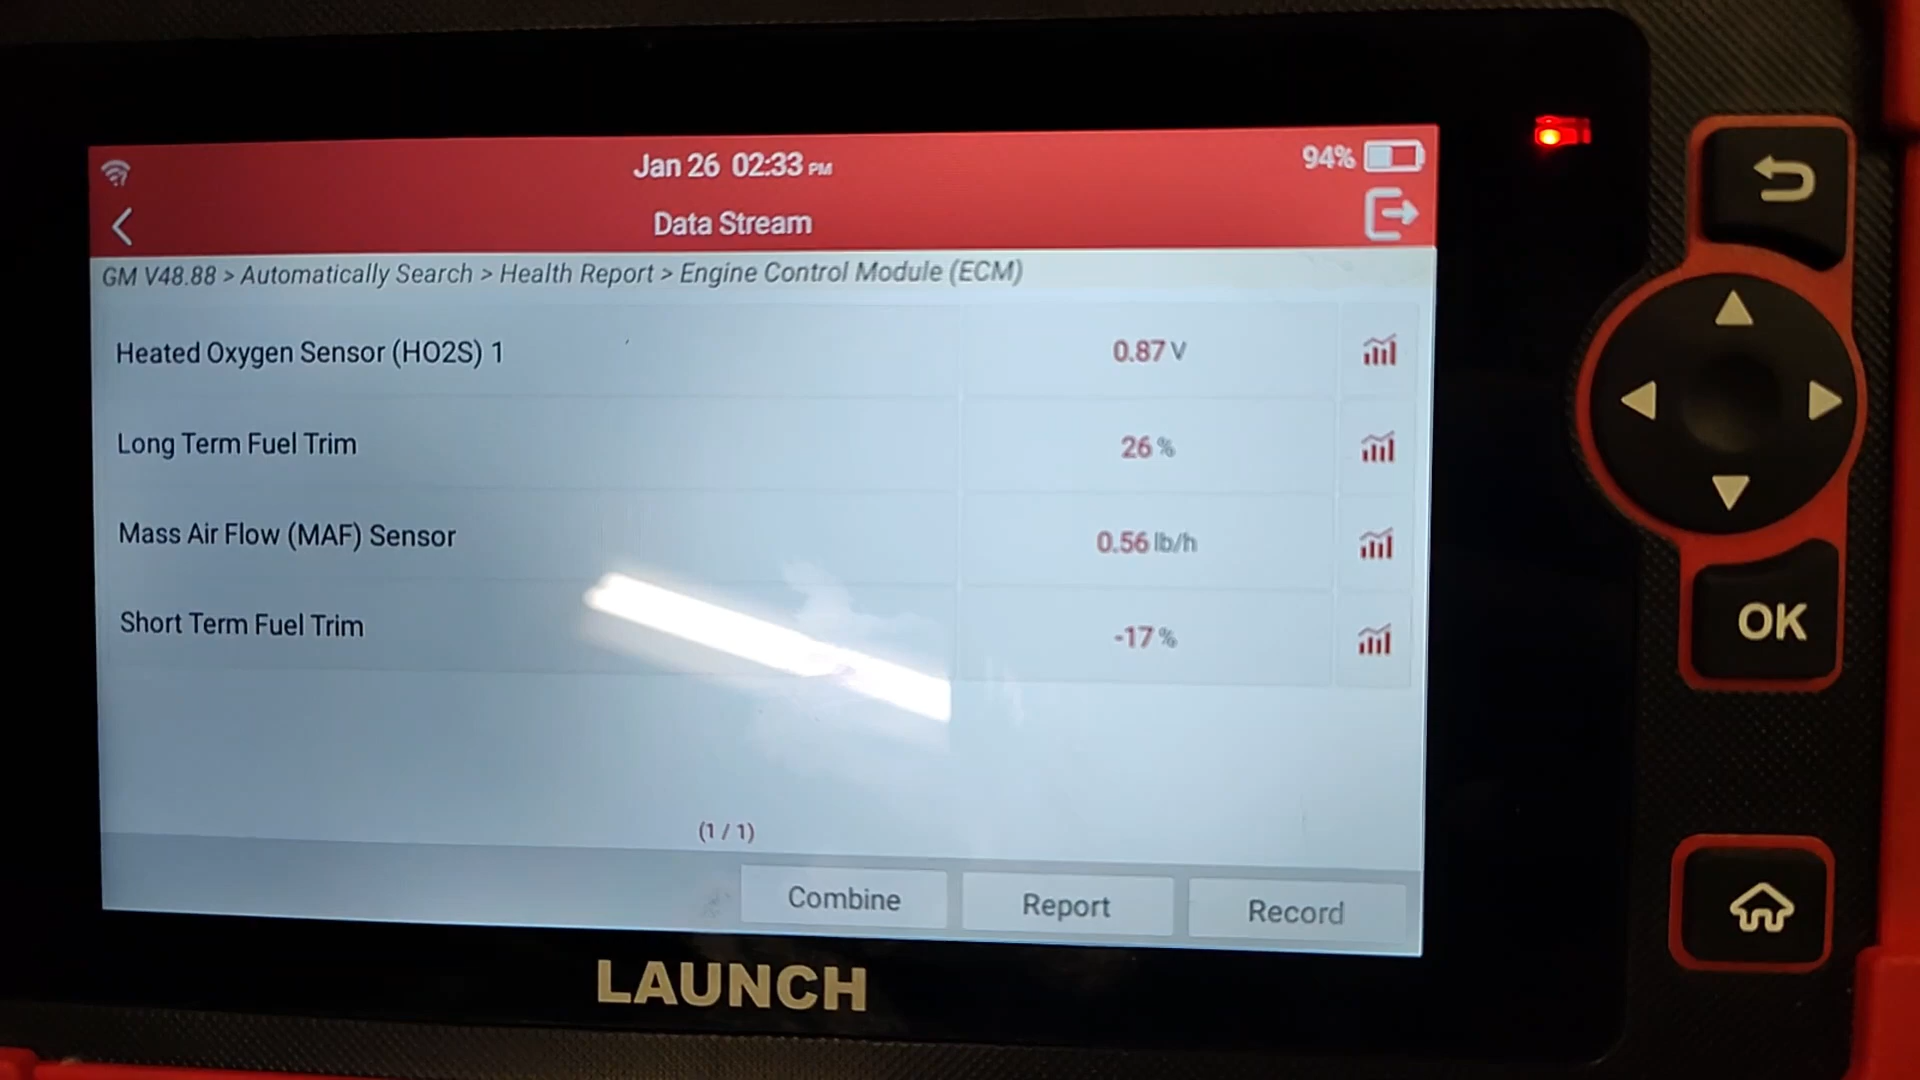 Jan 26 02:33 PM
94%
Data Stream
GM V48.88 > Automatically Search > Health Report > Engine Control Module (ECM)
Heated Oxygen Sensor (HO2S) 1
0.87 V
Long Term Fuel Trim
26 %
Mass Air Flow (MAF) Sensor
0.56 lb/h
Short Term Fuel Trim
-17 %
(1 / 1)
Combine
Report
Record
LAUNCH
OK